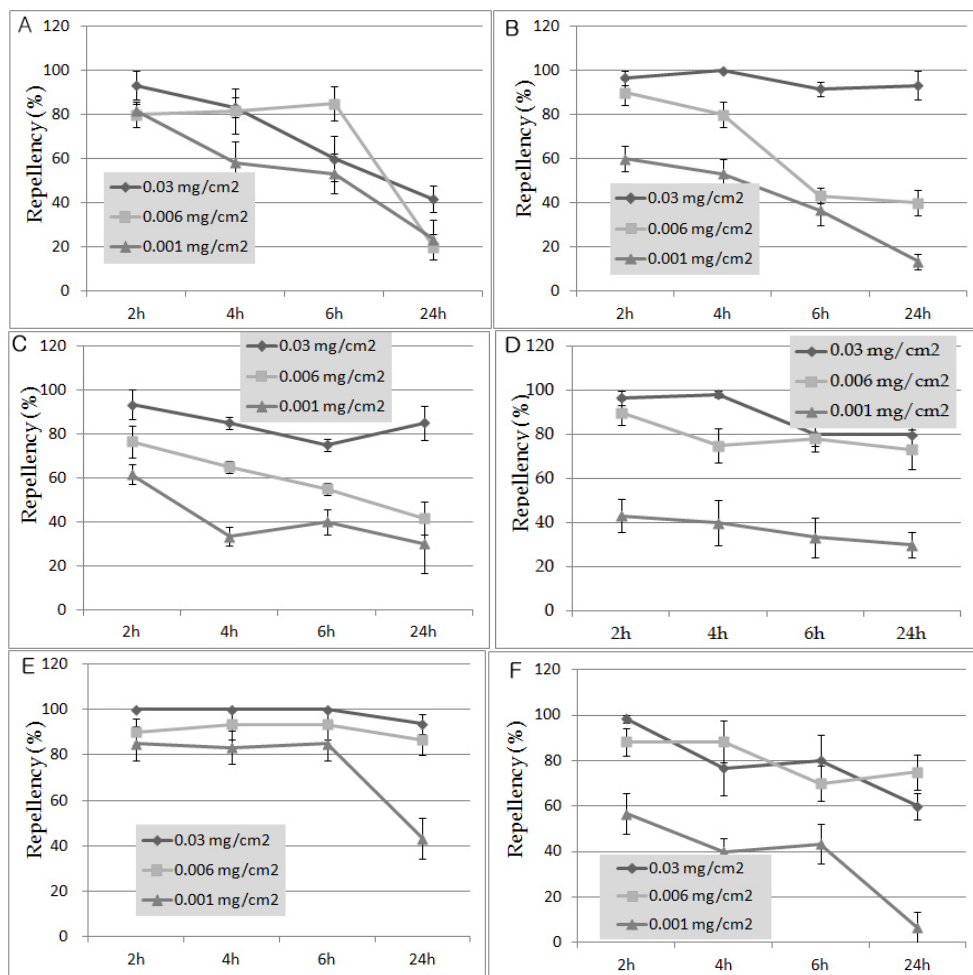 A
Repellency (%)
120
100
80
60
40
20
0
0.03 mg/cm2
0.006 mg/cm2
0.001 mg/cm2
2h 4h 6h 24h
B
Repellency (%)
120
100
80
60
40
20
0
0.03 mg/cm2
0.006 mg/cm2
0.001 mg/cm2
2h 4h 6h 24h
C
Repellency (%)
120
100
80
60
40
20
0
0.03 mg/cm2
0.006 mg/cm2
0.001 mg/cm2
2h 4h 6h 24h
D
Repellency (%)
120
100
80
60
40
20
0
0.03 mg/cm2
0.006 mg/cm2
0.001 mg/cm2
2h 4h 6h 24h
E
Repellency (%)
120
100
80
60
40
20
0
0.03 mg/cm2
0.006 mg/cm2
0.001 mg/cm2
2h 4h 6h 24h
F
Repellency (%)
120
100
80
60
40
20
0
0.03 mg/cm2
0.006 mg/cm2
0.001 mg/cm2
2h 4h 6h 24h